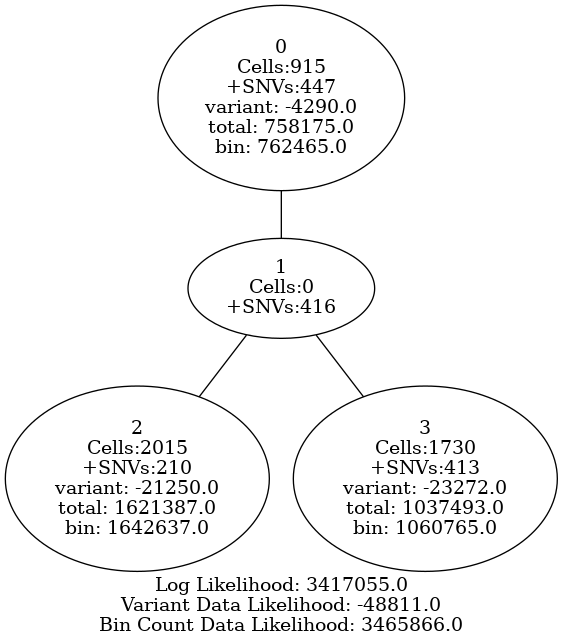 0
Cells:915
+SNVs:447
variant: -4290.0
total: 758175.0
bin: 762465.0
1
Cells:0
+SNVs:416
2
Cells:2015
+SNVs:210
variant: -21250.0
total: 1621387.0
bin: 1642637.0
3
Cells:1730
+SNVs:413
variant: -23272.0
total: 1037493.0
bin: 1060765.0
Log Likelihood: 3417055.0
Variant Data Likelihood: -48811.0
Bin Count Data Likelihood: 3465866.0